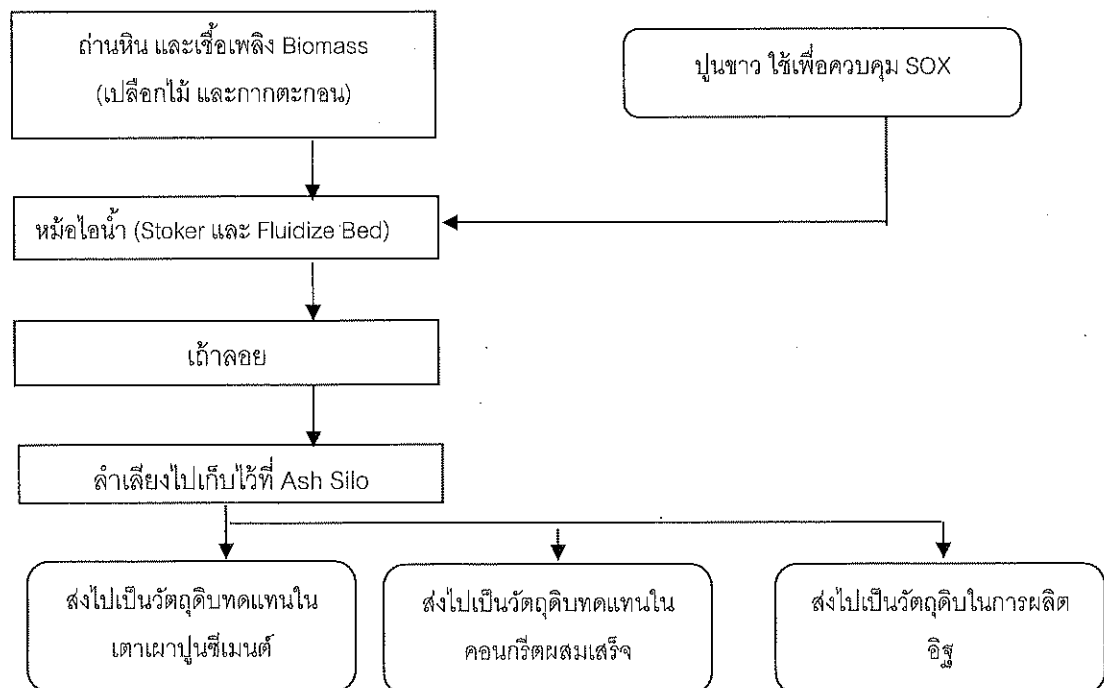 ถ่านหิน และเชื้อเพลิง Biomass
(เปลือกไม้ และกากตะกอน)
ปูนขาว ใช้เพื่อควบคุม SOX
หม้อไอน้ำ (Stoker และ Fluidize Bed)
เถ้าลอย
ลำเลียงไปเก็บไว้ที่ Ash Silo
ส่งไปเป็นวัตถุดิบทดแทนใน
เตาเผาปูนซีเมนต์
ส่งไปเป็นวัตถุดิบทดแทนใน
คอนกรีตผสมเสร็จ
ส่งไปเป็นวัตถุดิบในการผลิต
อิฐ